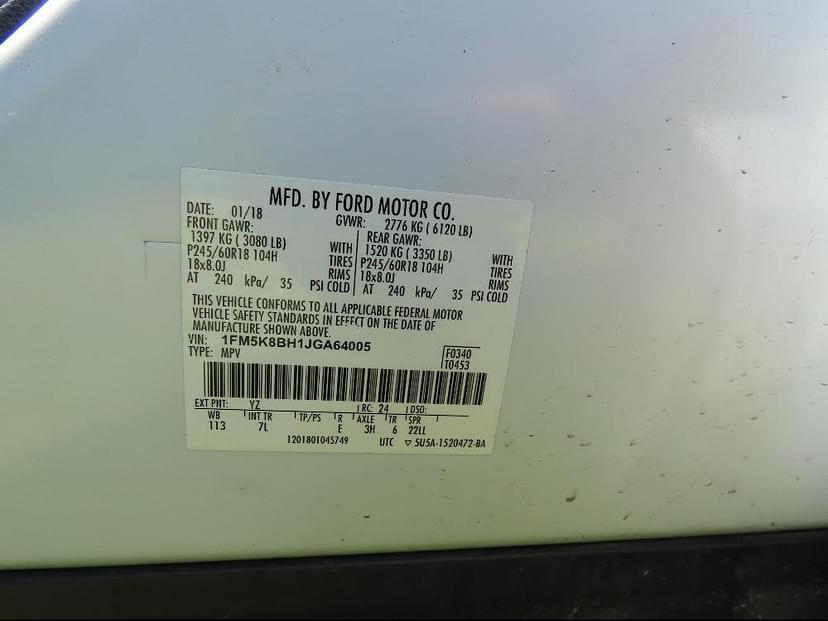 MFD. BY FORD MOTOR CO.
DATE: 01/18 GVWR: 2776 KG ( 6120 LB)
FRONT GAWR: REAR GAWR:
1397 KG ( 3080 LB) WITH 1520 KG ( 3350 LB) WITH
P245/60R18 104H TIRES P245/60R18 104H TIRES
18x8.0J RIMS 18x8.0J RIMS
AT 240 kPa/ 35 PSI COLD AT 240 kPa/ 35 PSI COLD
THIS VEHICLE CONFORMS TO ALL APPLICABLE FEDERAL MOTOR
VEHICLE SAFETY STANDARDS IN EFFECT ON THE DATE OF
MANUFACTURE SHOWN ABOVE.
VIN: 1FM5K8BH1JGA64005 F0340
TYPE: MPV T0453
EXT PNT: YZ RC: 24 DSO:
WB INT TR TP/PS R AXLE TR SPR
113 7L E 3H 6 22LL
1201801045749 UTC ▽ 5U5A-1520472-BA